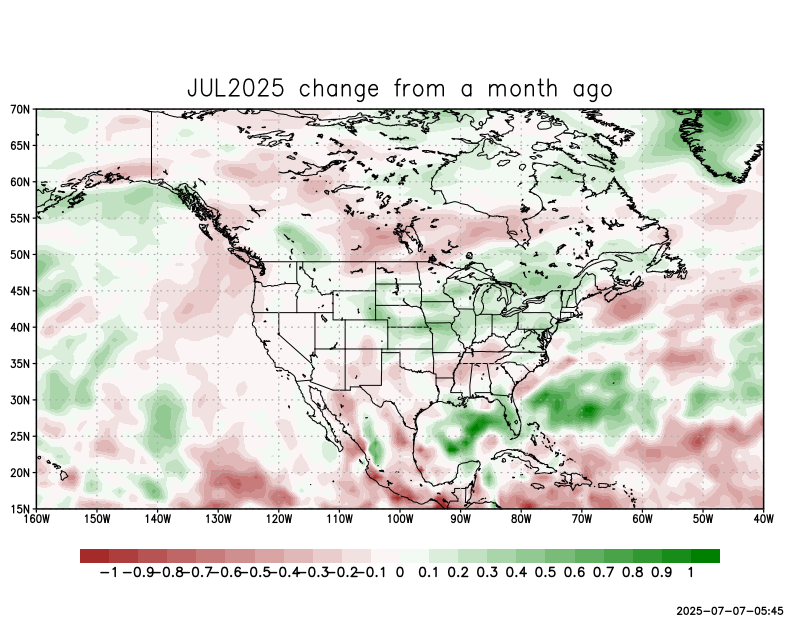 JUL2025 change from a month ago
70N
65N
60N
55N
50N
45N
40N
35N
30N
25N
20N
15N
160W 150W 140W 130W 120W 110W 100W 90W 80W 70W 60W 50W 40W
−1 −0.9 −0.8 −0.7 −0.6 −0.5 −0.4 −0.3 −0.2 −0.1 0 0.1 0.2 0.3 0.4 0.5 0.6 0.7 0.8 0.9 1
2025−07−07−05:45